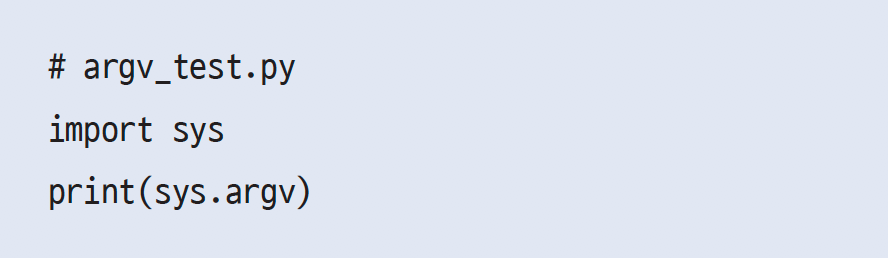 # argv_test.py
import sys
print(sys.argv)